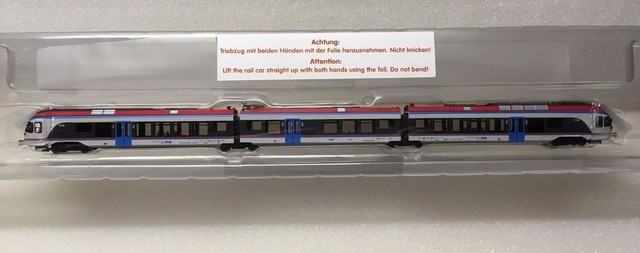 Achtung:
Triebzug mit beiden Händen mit der Folie herausnehmen. Nicht knicken!
Attention:
Lift the rail car straight up with both hands using the foil. Do not bend!